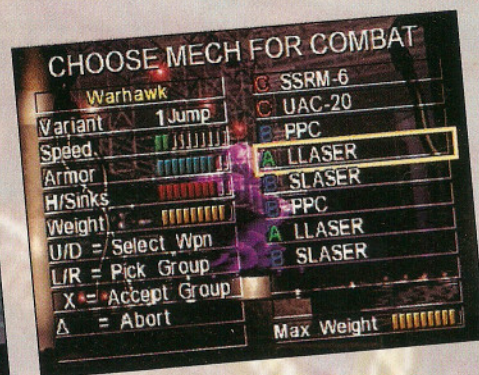 CHOOSE MECH FOR COMBAT
Warhawk
Variant 1 Jump
Speed
Armor
H/Sinks
Weight
U/D = Select Wpn
L/R = Pick Group
X = Accept Group
Δ = Abort
C SSRM-6
C UAC-20
B PPC
A LLASER
B SLASER
B PPC
A LLASER
B SLASER
Max Weight